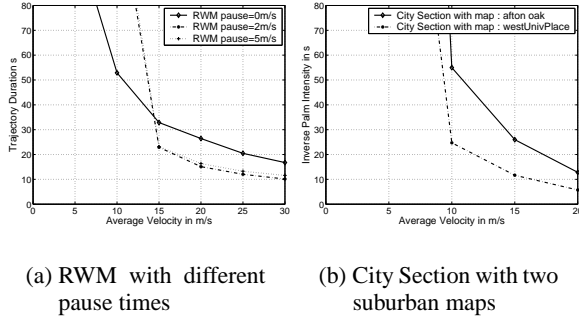 80
70
60
50
40
30
20
10
0
Trajectory Duration s
RWM pause=0m/s
RWM pause=2m/s
RWM pause=5m/s
0 5 10 15 20 25 30
Average Velocity in m/s
80
70
60
50
40
30
20
10
0
Inverse Palm Intensity in s
City Section with map : afton oak
City Section with map : westUnivPlace
0 5 10 15 20
Average Velocity in m/s
(a) RWM with different
pause times
(b) City Section with two
suburban maps